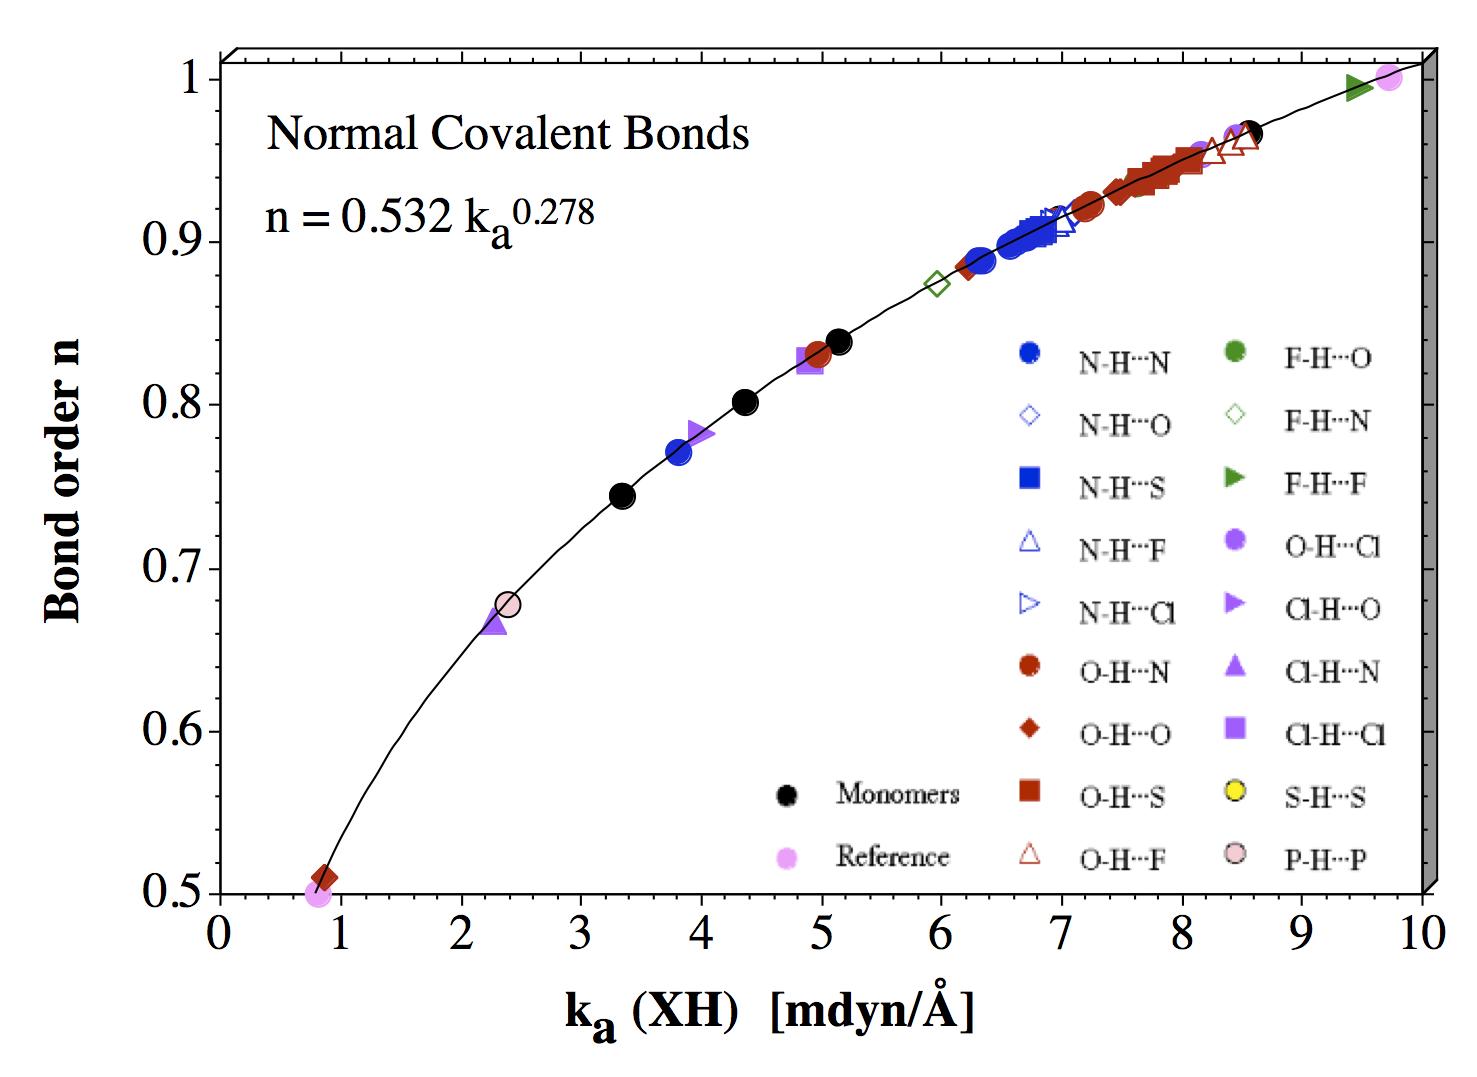 Normal Covalent Bonds
n = 0.532 kₐ^0.278
Bond order n
1
0.9
0.8
0.7
0.6
0.5
0 1 2 3 4 5 6 7 8 9 10
kₐ (XH) [mdyn/Å]
Monomers
Reference
N-H···N
N-H···O
N-H···S
N-H···F
N-H···Cl
O-H···N
O-H···O
O-H···S
O-H···F
F-H···O
F-H···N
F-H···F
O-H···Cl
Cl-H···O
Cl-H···N
Cl-H···Cl
S-H···S
P-H···P